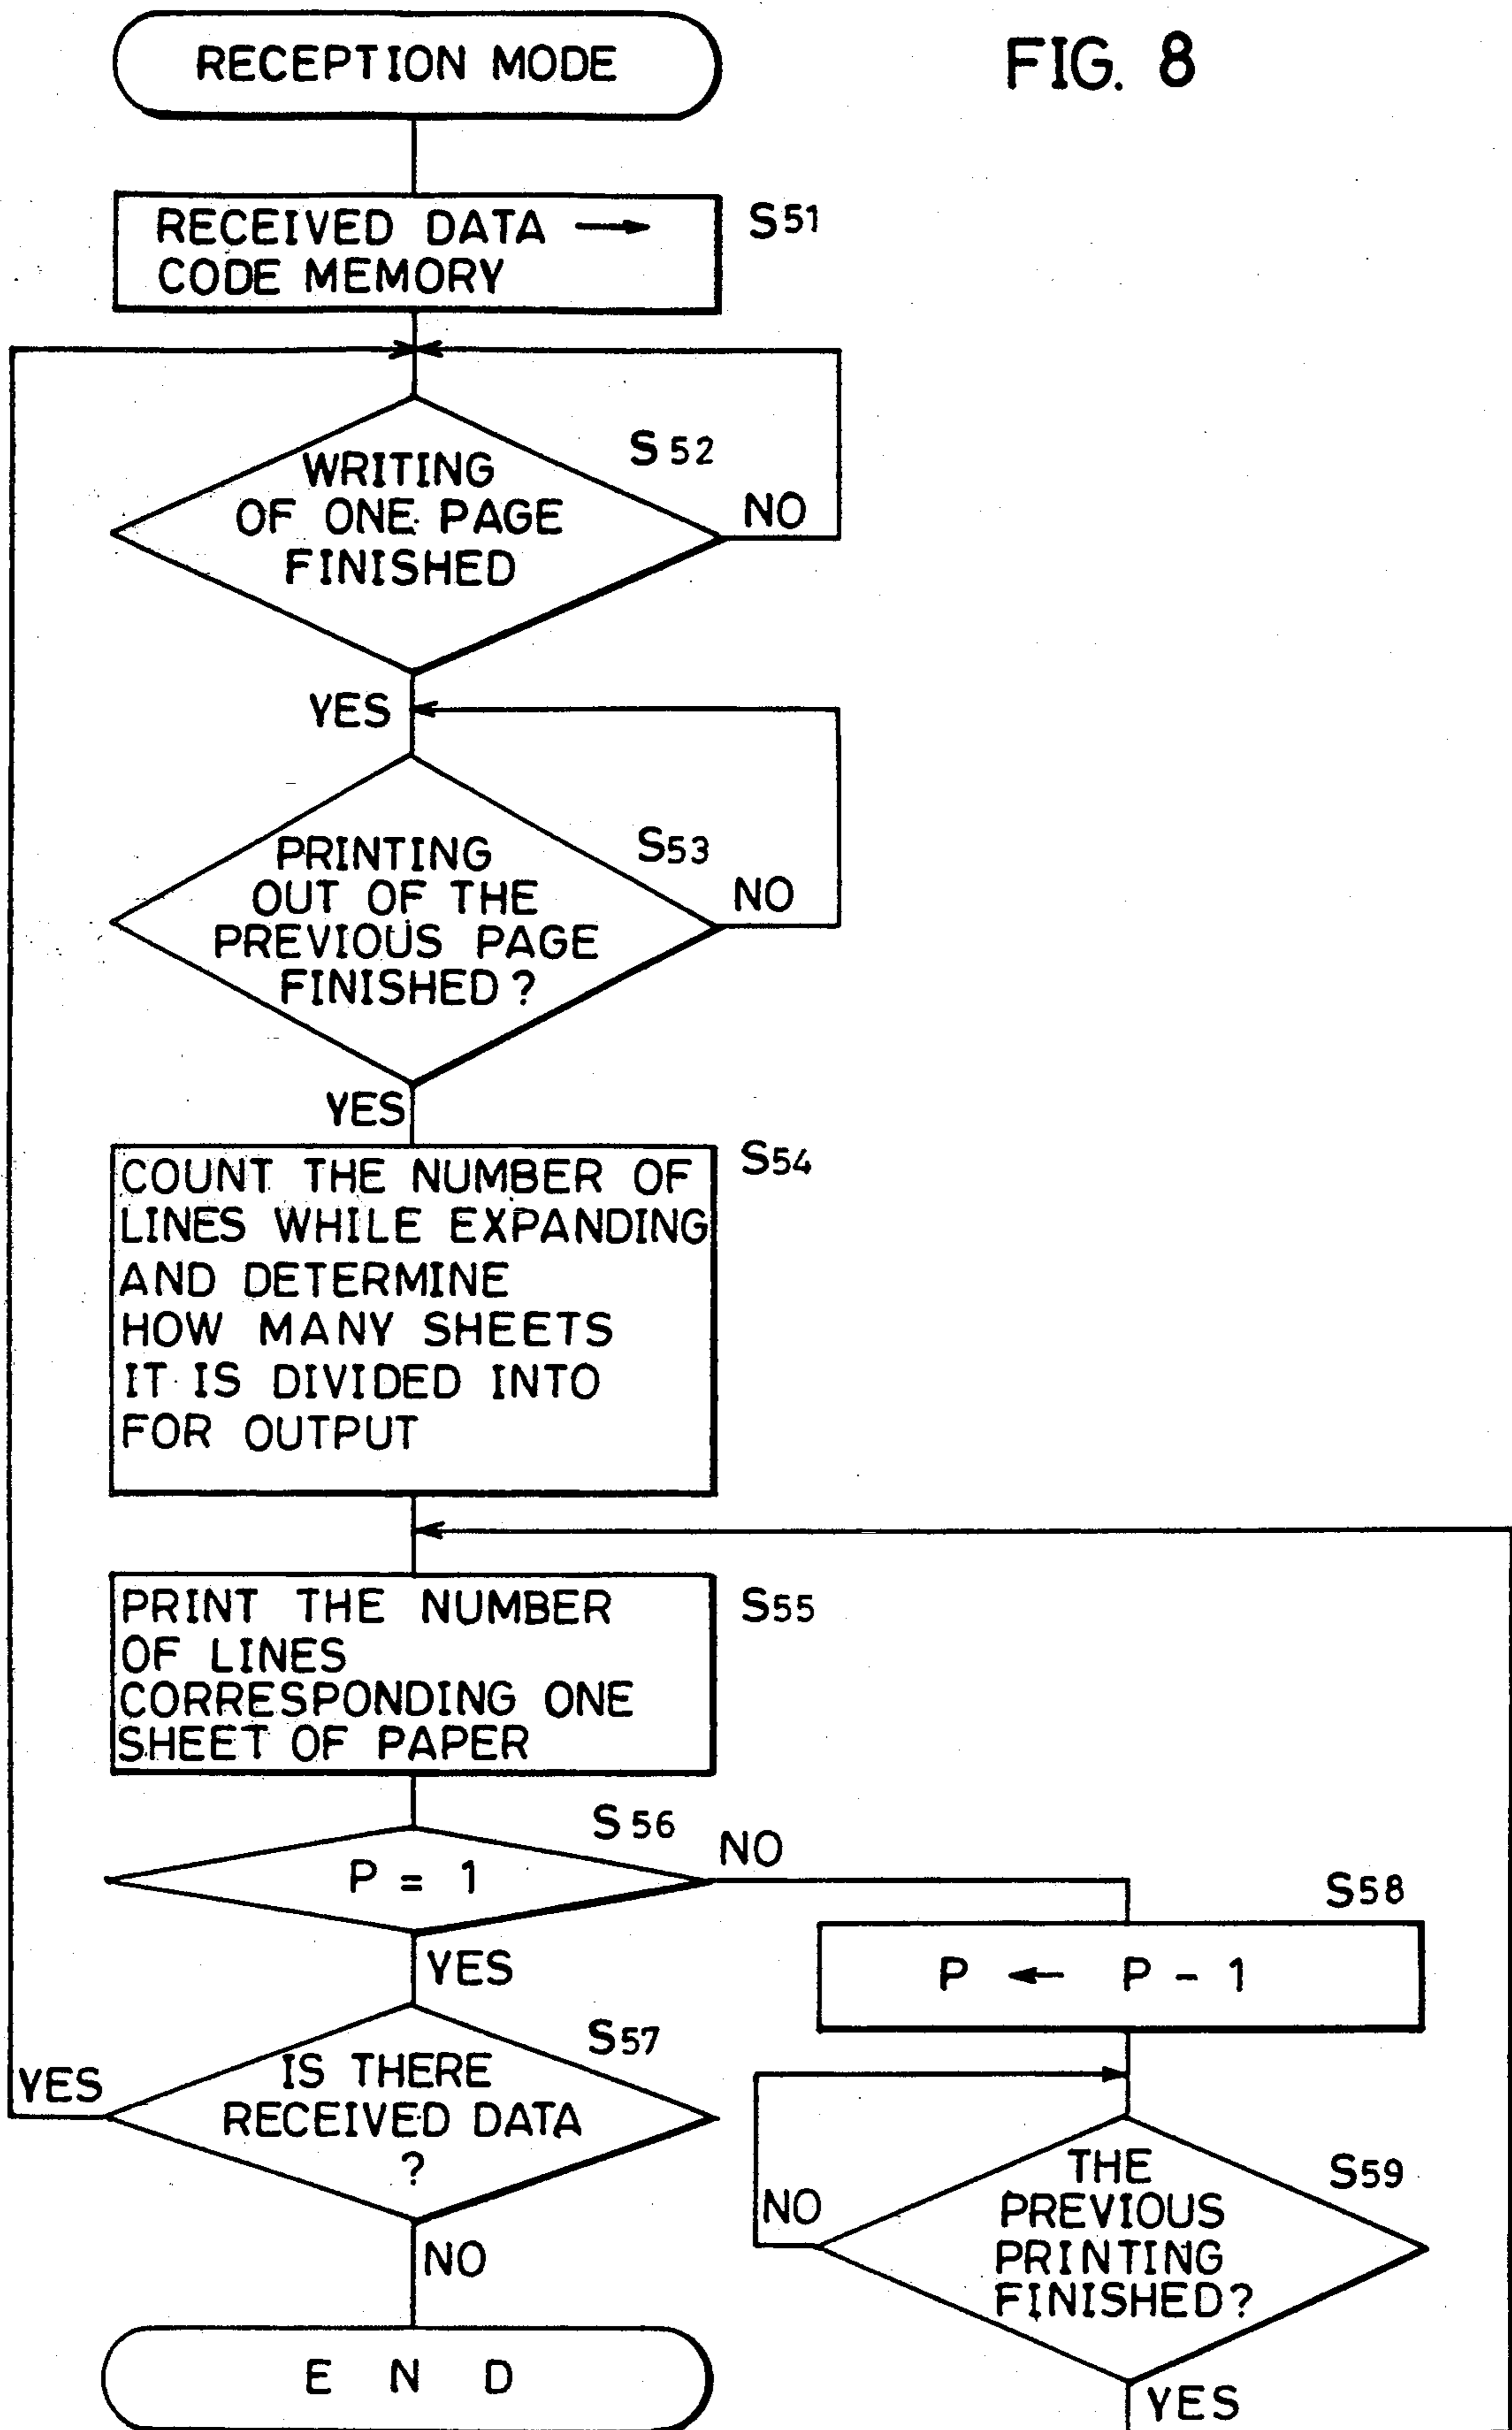 FIG. 8
RECEPTION MODE
RECEIVED DATA →
CODE MEMORY
S51
S52
WRITING
OF ONE PAGE
FINISHED
NO
YES
S53
PRINTING
OUT OF THE
PREVIOUS PAGE
FINISHED?
NO
YES
S54
COUNT THE NUMBER OF
LINES WHILE EXPANDING
AND DETERMINE
HOW MANY SHEETS
IT IS DIVIDED INTO
FOR OUTPUT
S55
PRINT THE NUMBER
OF LINES
CORRESPONDING ONE
SHEET OF PAPER
S56
P = 1
NO
YES
S58
P ← P - 1
S57
IS THERE
RECEIVED DATA
?
YES
NO
S59
THE
PREVIOUS
PRINTING
FINISHED?
NO
YES
END